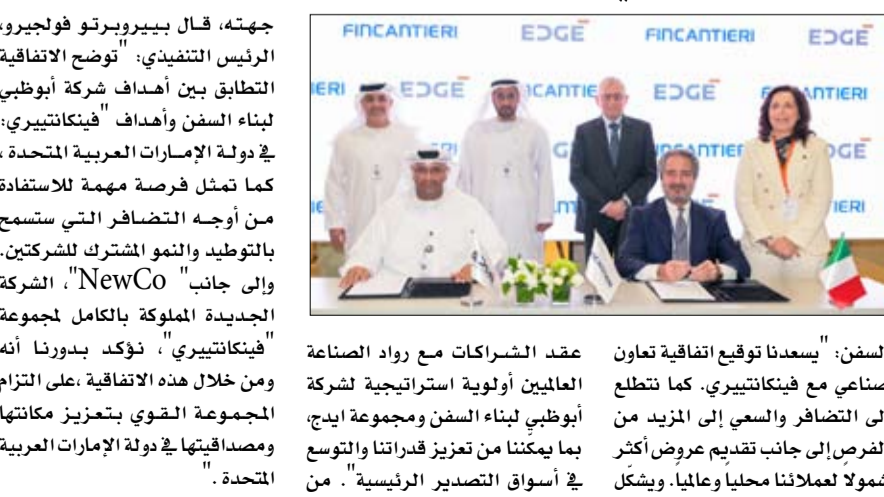 FINCANTIERI EDGE FINCANTIERI EDGE
IERI EDGE ICANTIE EDGE ANTIERI
FINCANTIERI
السفن: "يسعدنا توقيع اتفاقية تعاون
صناعي مع فينكانتييري. كما نتطلع
إلى التضافر والسعي إلى المزيد من
الفرص إلى جانب تقديم عروض أكثر
شمولاً لعملائنا محلياً وعالمياً. ويشكّل
عقد الشراكات مع رواد الصناعة
العالميين أولوية استراتيجية لشركة
أبوظبي لبناء السفن ومجموعة ايدج،
بما يمكّننا من تعزيز قدراتنا والتوسع
في أسواق التصدير الرئيسية". من
جهته، قال بييروبرتو فولجيرو،
الرئيس التنفيذي: "توضح الاتفاقية
التطابق بين أهداف شركة أبوظبي
لبناء السفن وأهداف "فينكانتييري:
في دولة الإمارات العربية المتحدة ،
كما تمثل فرصة مهمة للاستفادة
من أوجه التضافر التي ستسمح
بالتوطيد والنمو المشترك للشركتين.
وإلى جانب" NewCo"، الشركة
الجديدة المملوكة بالكامل لمجموعة
"فينكانتييري"، نؤكد بدورنا أنه
ومن خلال هذه الاتفاقية ،على التزام
المجموعة القوي بتعزيز مكانتها
ومصداقيتها في دولة الإمارات العربية
المتحدة ."